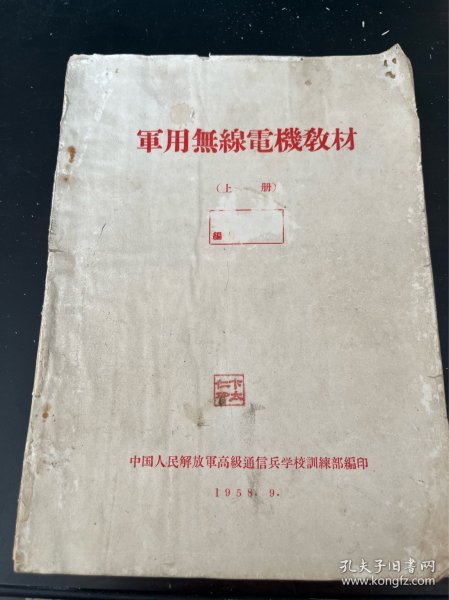 軍用無線電機敎材
(上 册)
編
中国人民解放軍高級通信兵学校訓練部編印
1958.9.
孔夫子旧书网
www.kongfz.com